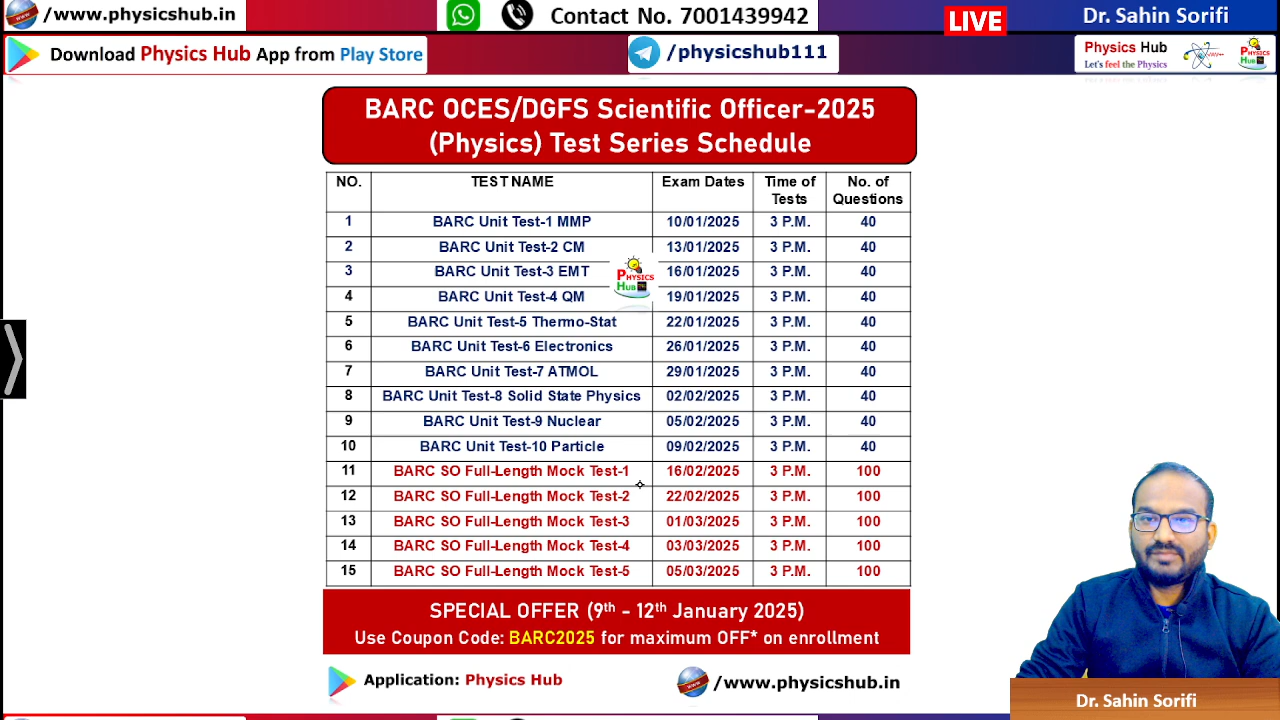 /www.physicshub.in
Contact No. 7001439942
LIVE
Dr. Sahin Sorifi
Download Physics Hub App from Play Store
/physicshub111
Physics Hub
Let's feel the Physics
PHYSICS
HUB
BARC OCES/DGFS Scientific Officer-2025
(Physics) Test Series Schedule
NO. TEST NAME Exam Dates Time of Tests No. of Questions
1 BARC Unit Test-1 MMP 10/01/2025 3 P.M. 40
2 BARC Unit Test-2 CM 13/01/2025 3 P.M. 40
3 BARC Unit Test-3 EMT 16/01/2025 3 P.M. 40
PHYSICS
HUB
4 BARC Unit Test-4 QM 19/01/2025 3 P.M. 40
5 BARC Unit Test-5 Thermo-Stat 22/01/2025 3 P.M. 40
6 BARC Unit Test-6 Electronics 26/01/2025 3 P.M. 40
7 BARC Unit Test-7 ATMOL 29/01/2025 3 P.M. 40
8 BARC Unit Test-8 Solid State Physics 02/02/2025 3 P.M. 40
9 BARC Unit Test-9 Nuclear 05/02/2025 3 P.M. 40
10 BARC Unit Test-10 Particle 09/02/2025 3 P.M. 40
11 BARC SO Full-Length Mock Test-1 16/02/2025 3 P.M. 100
12 BARC SO Full-Length Mock Test-2 22/02/2025 3 P.M. 100
13 BARC SO Full-Length Mock Test-3 01/03/2025 3 P.M. 100
14 BARC SO Full-Length Mock Test-4 03/03/2025 3 P.M. 100
15 BARC SO Full-Length Mock Test-5 05/03/2025 3 P.M. 100
SPECIAL OFFER (9th - 12th January 2025)
Use Coupon Code: BARC2025 for maximum OFF* on enrollment
Application: Physics Hub
/www.physicshub.in
Dr. Sahin Sorifi